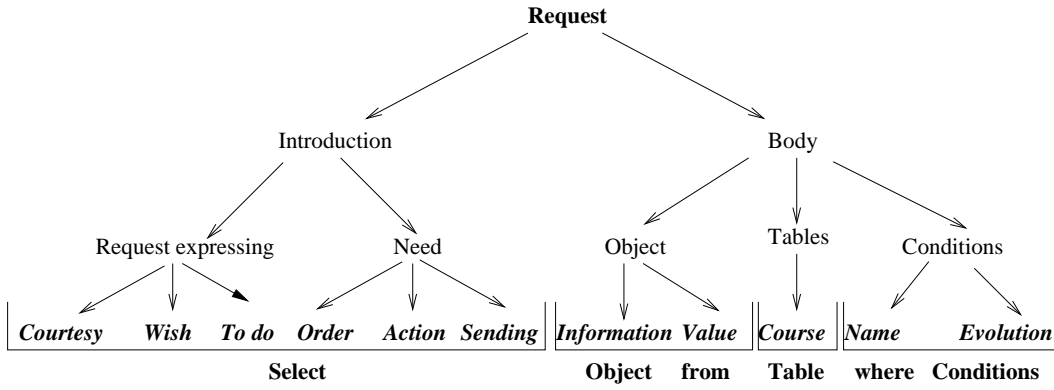 Request
Introduction Body
Request expressing Need Object Tables Conditions
Courtesy Wish To do Order Action Sending Information Value Course Name Evolution
Select Object from Table where Conditions